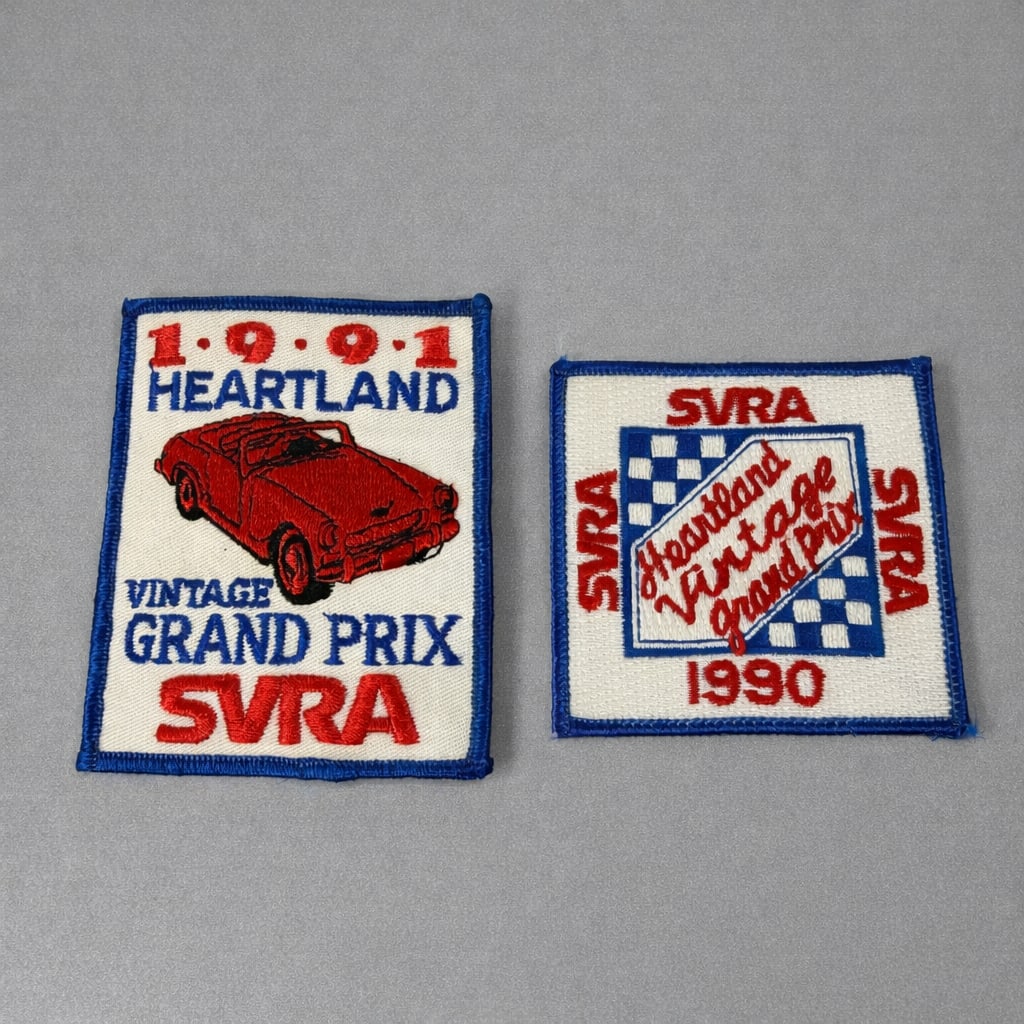 1·9·9·1
HEARTLAND
VINTAGE
GRAND PRIX
SVRA
SVRA
SVRA
Heartland
Vintage
grand Prix
SVRA
1990